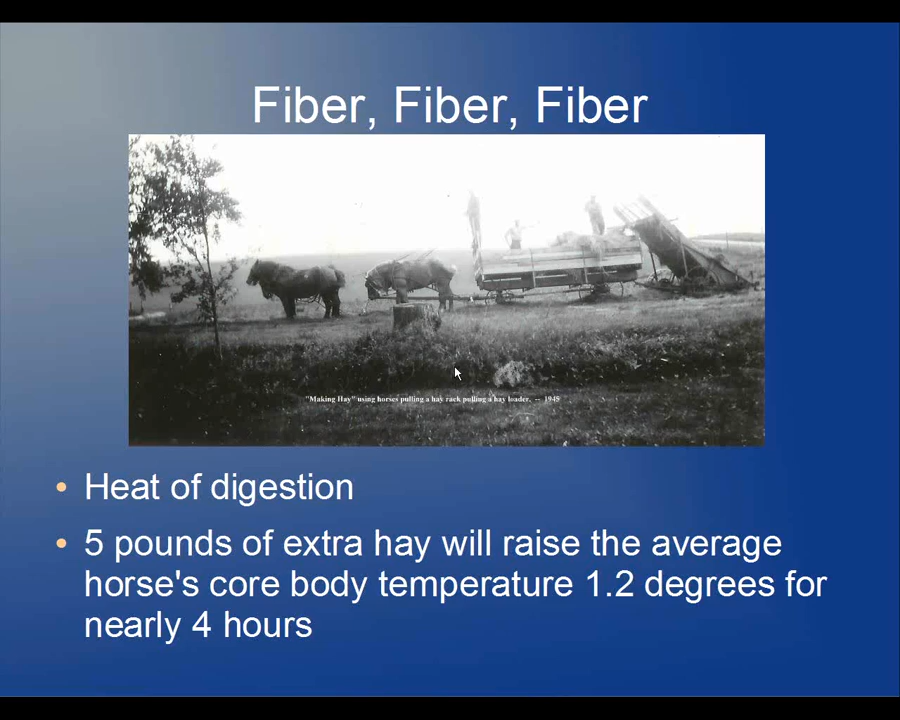 Fiber, Fiber, Fiber
"Making Hay" using horses pulling a hay rack pulling a hay loader. -- 1945
• Heat of digestion
• 5 pounds of extra hay will raise the average
horse's core body temperature 1.2 degrees for
nearly 4 hours